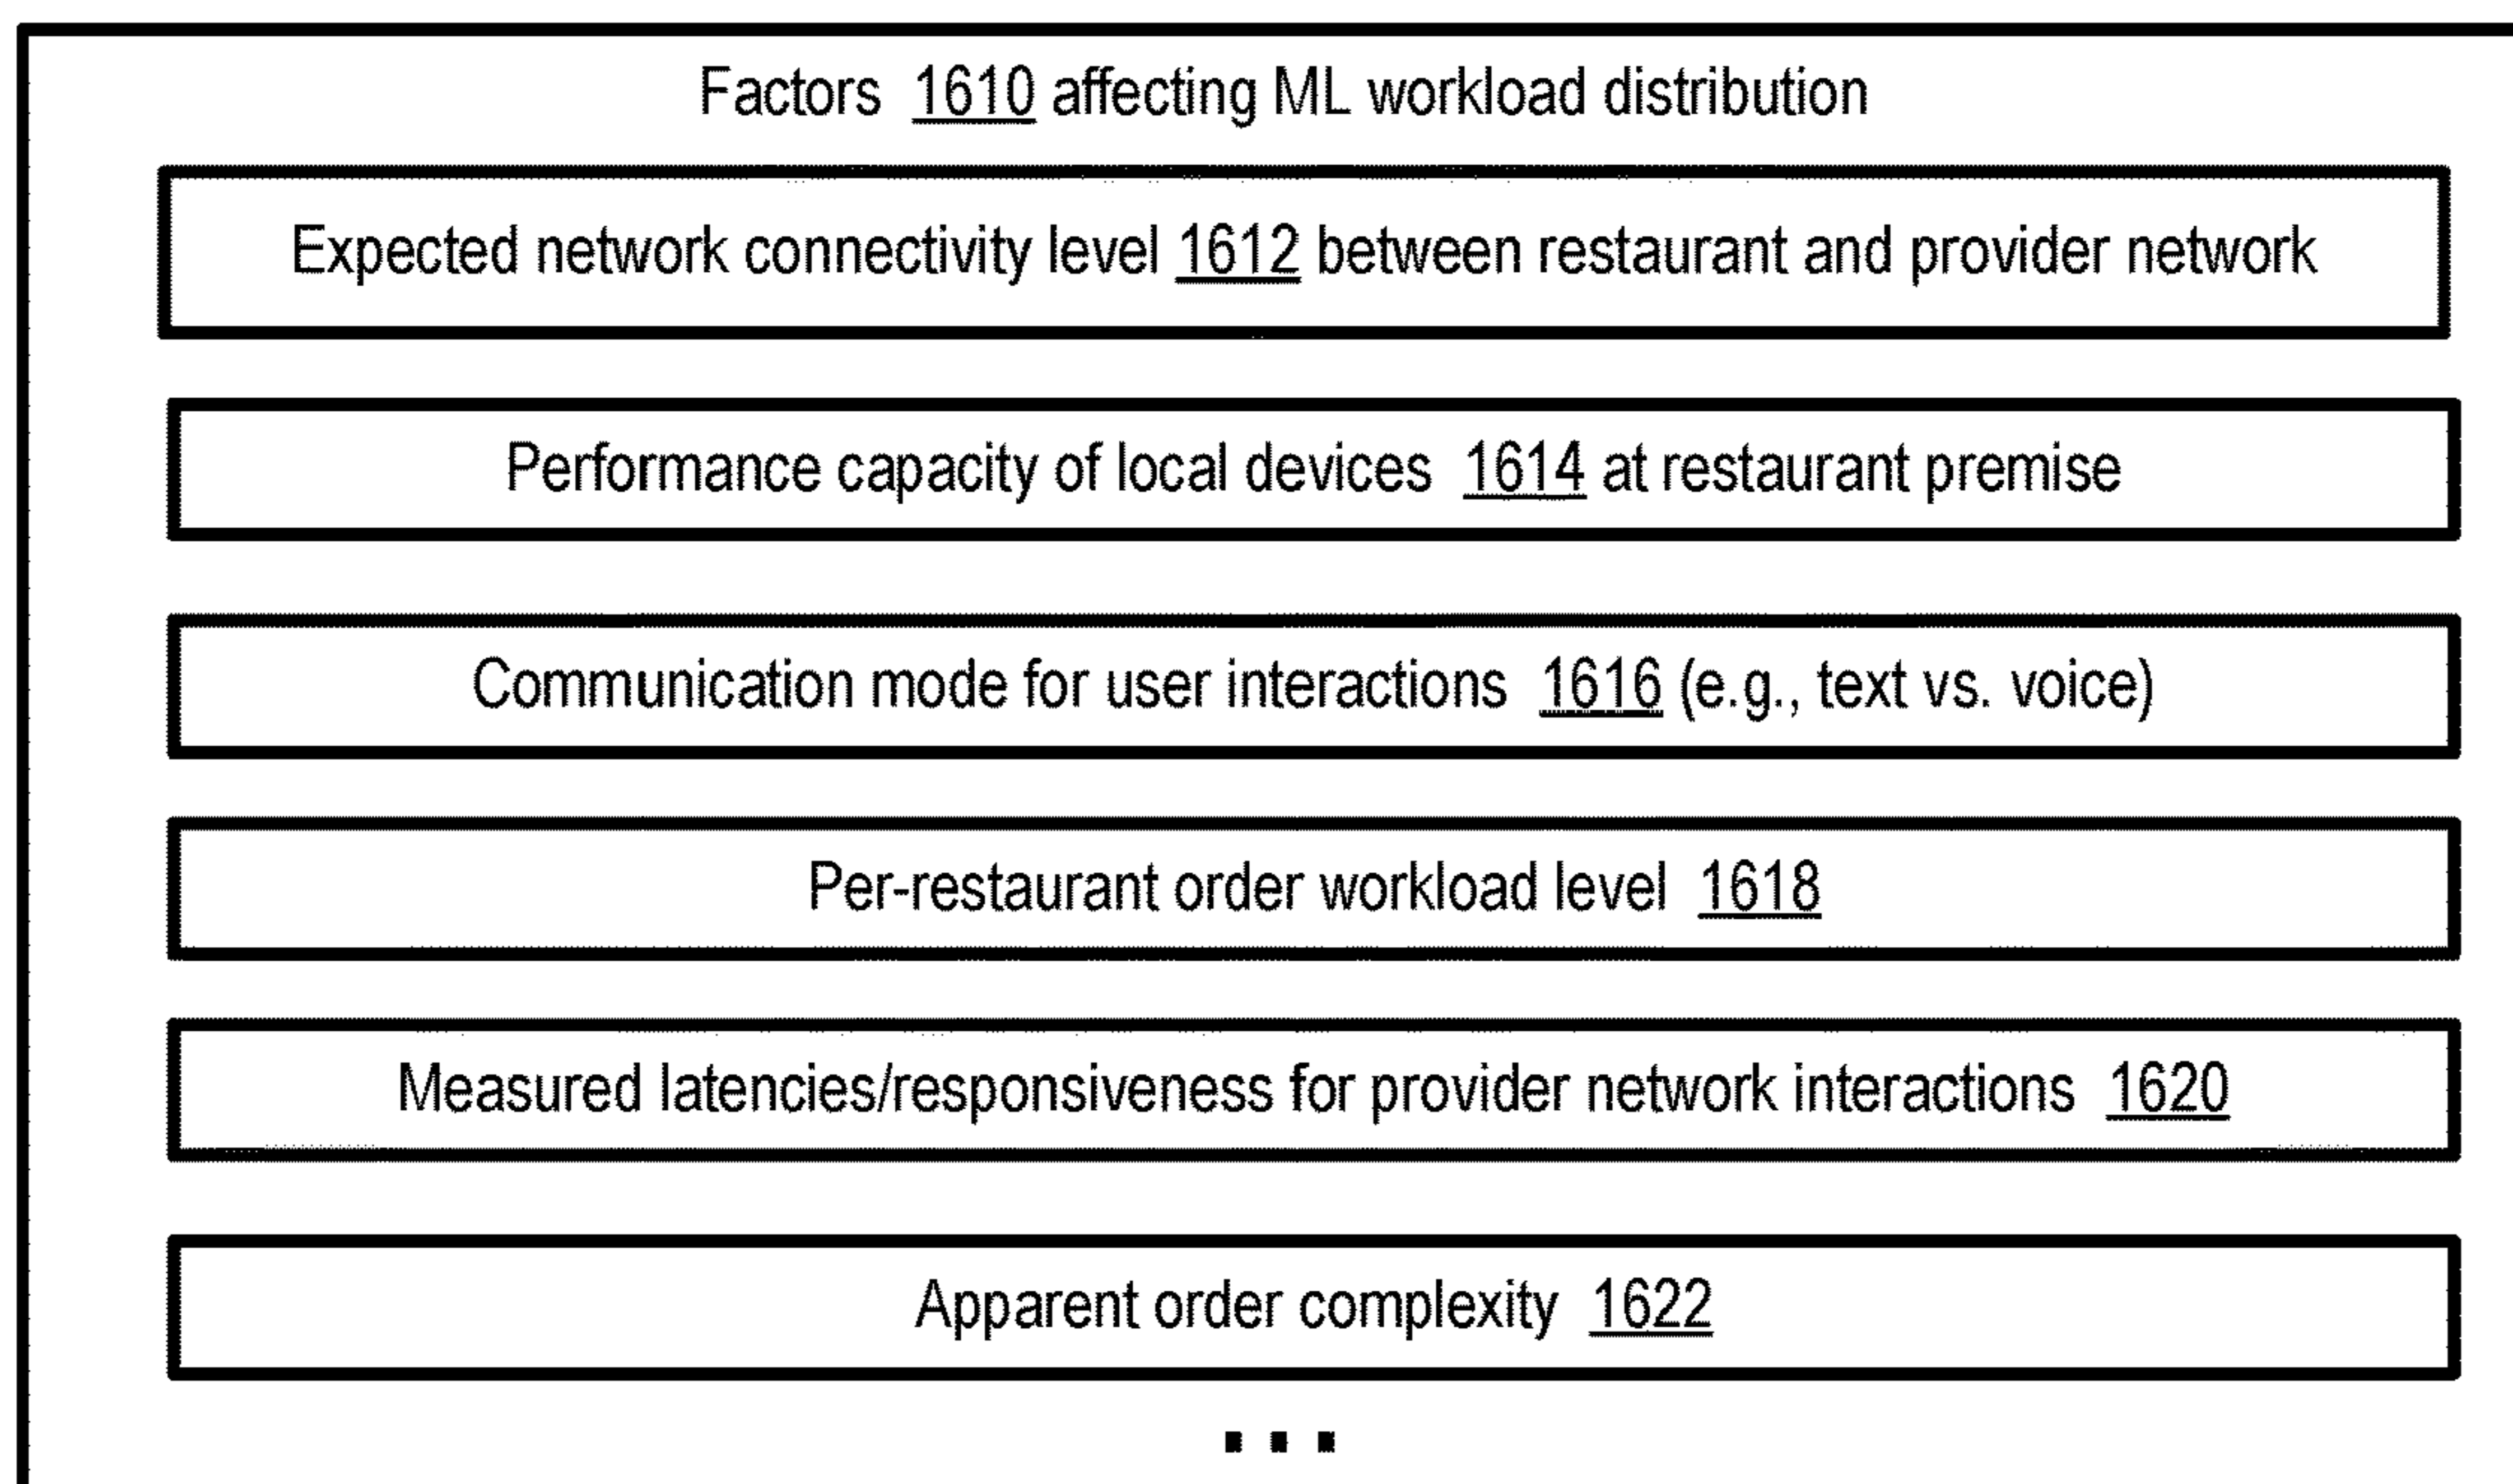 Factors 1610 affecting ML workload distribution
Expected network connectivity level 1612 between restaurant and provider network
Performance capacity of local devices 1614 at restaurant premise
Communication mode for user interactions 1616 (e.g., text vs. voice)
Per-restaurant order workload level 1618
Measured latencies/responsiveness for provider network interactions 1620
Apparent order complexity 1622
...